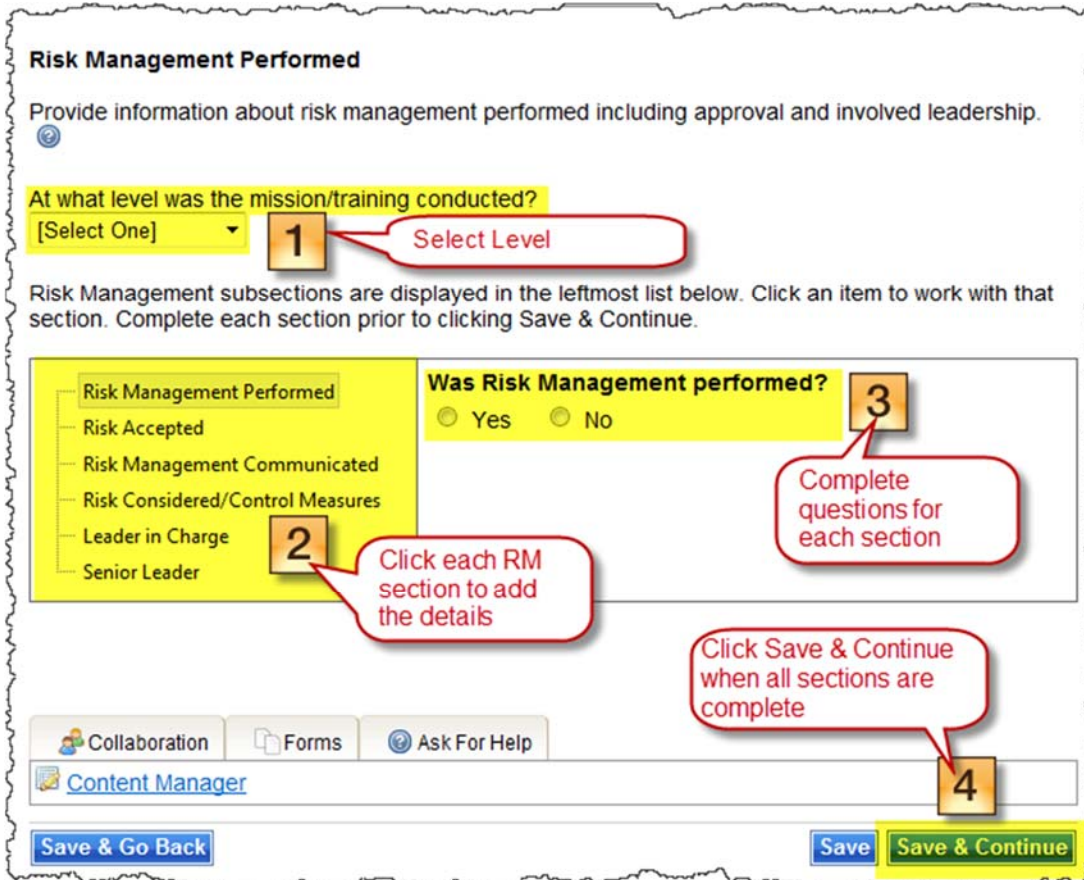 Risk Management Performed
Provide information about risk management performed including approval and involved leadership.
At what level was the mission/training conducted?
[Select One]
1
Select Level
Risk Management subsections are displayed in the leftmost list below. Click an item to work with that
section. Complete each section prior to clicking Save & Continue.
Risk Management Performed
Risk Accepted
Risk Management Communicated
Risk Considered/Control Measures
Leader in Charge
Senior Leader
2
Click each RM
section to add
the details
Was Risk Management performed?
Yes No
3
Complete
questions for
each section
Click Save & Continue
when all sections are
complete
4
Collaboration Forms Ask For Help
Content Manager
Save & Go Back Save Save & Continue